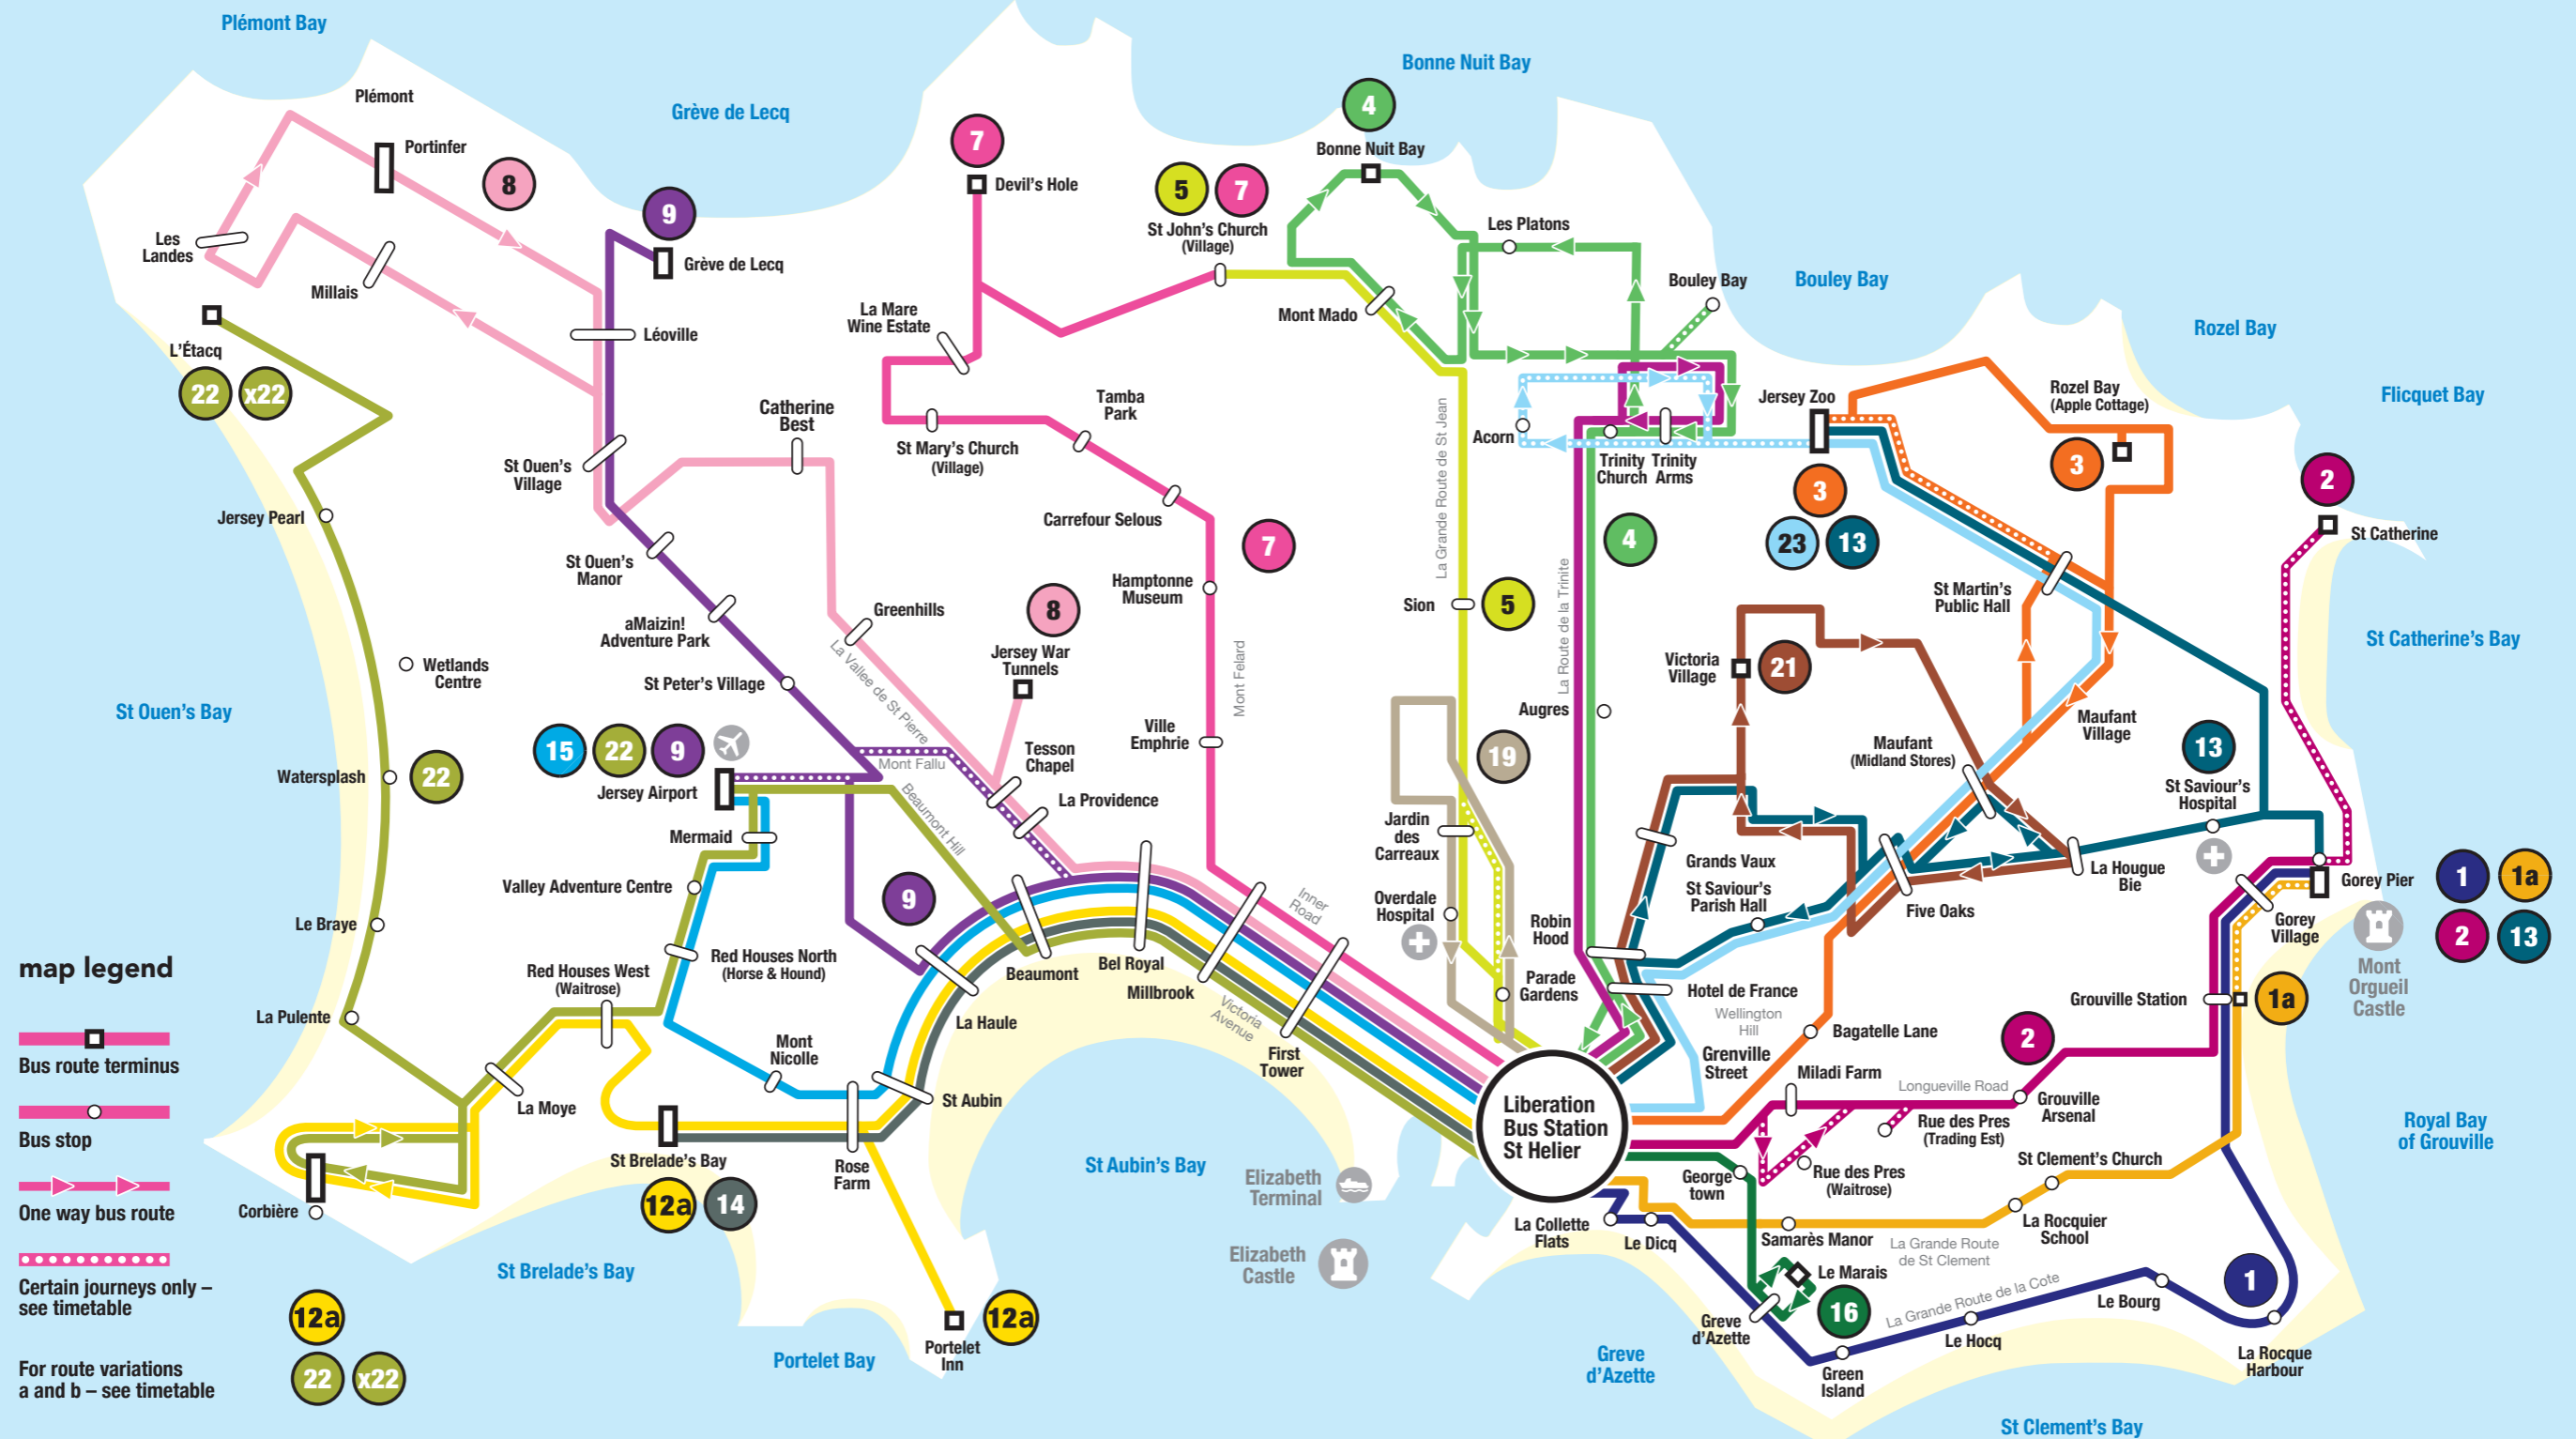 Plémont Bay
Plémont
Portinfer
8
Les
Landes
Millais
L'Étacq
22
x22
Grève de Lecq
9
Grève de Lecq
Léoville
St Ouen's
Village
Catherine
Best
7
Devil's Hole
5
7
St John's Church
(Village)
La Mare
Wine Estate
St Mary's Church
(Village)
Tamba
Park
Carrefour Selous
Hamptonne
Museum
7
Mont Felard
Ville
Emphrie
Bonne Nuit Bay
4
Bonne Nuit Bay
Les Platons
Mont Mado
Bouley Bay
Bouley Bay
Acorn
Trinity
Church
Trinity
Arms
Jersey Zoo
3
23
13
Rozel Bay
Rozel Bay
(Apple Cottage)
3
Flicquet Bay
2
St Catherine
St Catherine's Bay
St Martin's
Public Hall
Maufant
Village
La Grande Route de St Jean
Sion
5
La Route de la Trinite
4
Augres
Victoria
Village
21
Maufant
(Midland Stores)
13
St Saviour's
Hospital
La Hougue
Bie
Five Oaks
Grands Vaux
St Saviour's
Parish Hall
19
Jardin
des
Carreaux
Overdale
Hospital
Robin
Hood
Parade
Gardens
Hotel de France
Wellington
Hill
Grenville
Street
Bagatelle Lane
Miladi Farm
Longueville Road
2
Grouville
Arsenal
Rue des Pres
(Trading Est)
Rue des Pres
(Waitrose)
George
town
St Clement's Church
La Rocquier
School
Samarès Manor
La Grande Route
de St Clement
La Collette
Flats
Le Dicq
Le Marais
16
Greve
d'Azette
Greve
d'Azette
Green
Island
La Grande Route de la Cote
Le Hocq
Le Bourg
1
La Rocque
Harbour
St Clement's Bay
Royal Bay
of Grouville
Gorey Pier
1
1a
2
13
Gorey
Village
Mont
Orgueil
Castle
Grouville Station
1a
Liberation
Bus Station
St Helier
Elizabeth
Terminal
Elizabeth
Castle
St Aubin's Bay
First
Tower
Victoria
Avenue
Inner
Road
Millbrook
Bel Royal
Beaumont
La Haule
St Aubin
Rose
Farm
Portelet
Inn
12a
Portelet Bay
St Brelade's Bay
12a
14
St Brelade's Bay
Mont
Nicolle
Red Houses North
(Horse & Hound)
Red Houses West
(Waitrose)
La Moye
Corbière
Valley Adventure Centre
Mermaid
Jersey Airport
15
22
9
9
Beaumont Hill
Mont Fallu
La Vallee de St Pierre
Greenhills
8
Jersey War
Tunnels
Tesson
Chapel
La Providence
St Ouen's
Manor
aMaizin!
Adventure Park
St Peter's Village
Jersey Pearl
Wetlands
Centre
St Ouen's Bay
Watersplash
22
Le Braye
La Pulente
map legend
Bus route terminus
Bus stop
One way bus route
Certain journeys only –
see timetable
12a
For route variations
a and b – see timetable
22
x22